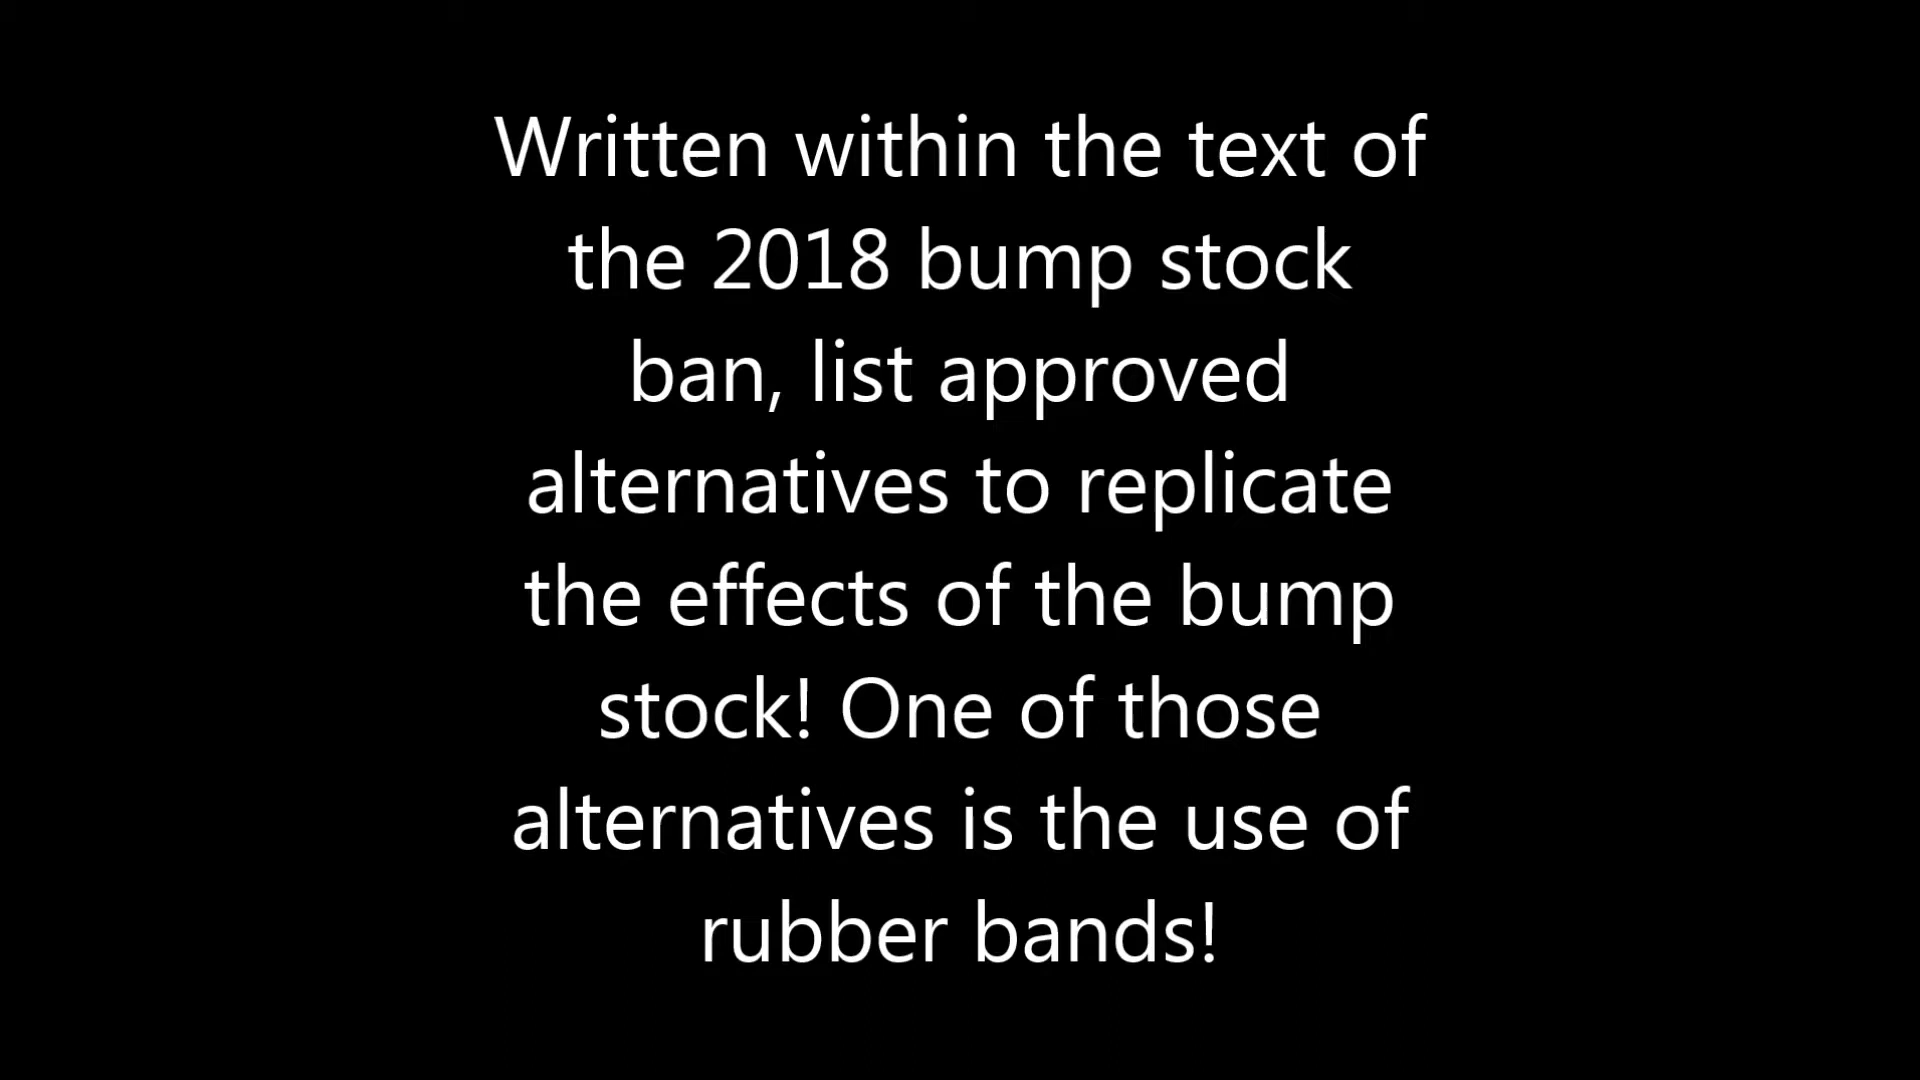 Written within the text of
the 2018 bump stock
ban, list approved
alternatives to replicate
the effects of the bump
stock! One of those
alternatives is the use of
rubber bands!